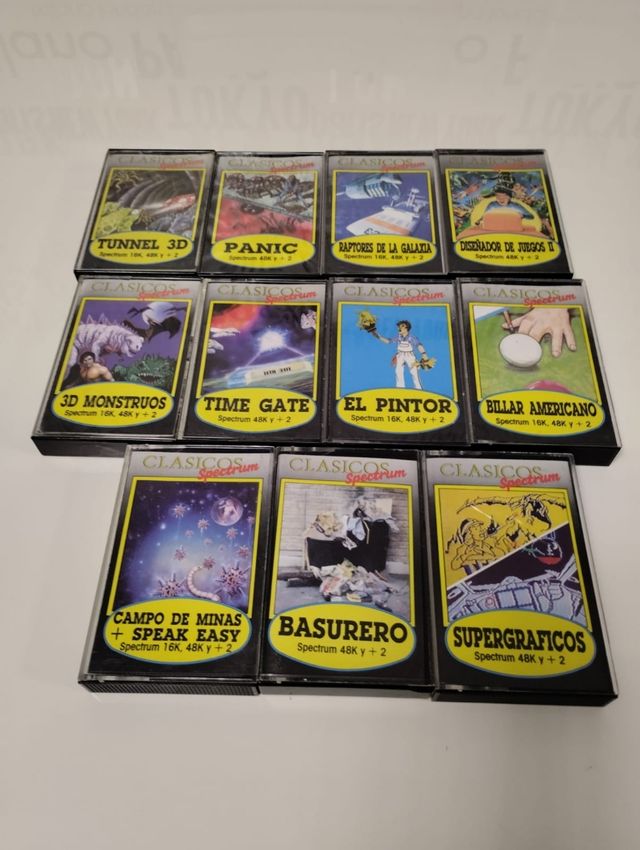 CLASICOS
Spectrum
TUNNEL 3D
Spectrum 16K, 48K y + 2
CLASICOS
Spectrum
PANIC
Spectrum 48K y + 2
CLASICOS
Spectrum
RAPTORES DE LA GALAXIA
Spectrum 16K, 48K y + 2
CLASICOS
Spectrum
DISEÑADOR DE JUEGOS II
Spectrum 48K y + 2
CLASICOS
Spectrum
3D MONSTRUOS
Spectrum 16K, 48K y + 2
CLASICOS
Spectrum
TIME GATE
Spectrum 48K y + 2
CLASICOS
Spectrum
EL PINTOR
Spectrum 16K, 48K y + 2
CLASICOS
Spectrum
BILLAR AMERICANO
Spectrum 16K, 48K y + 2
CLASICOS
Spectrum
CAMPO DE MINAS
+ SPEAK EASY
Spectrum 16K, 48K y + 2
CLASICOS
Spectrum
BASURERO
Spectrum 48K y + 2
CLASICOS
Spectrum
SUPERGRAFICOS
Spectrum 48K y + 2